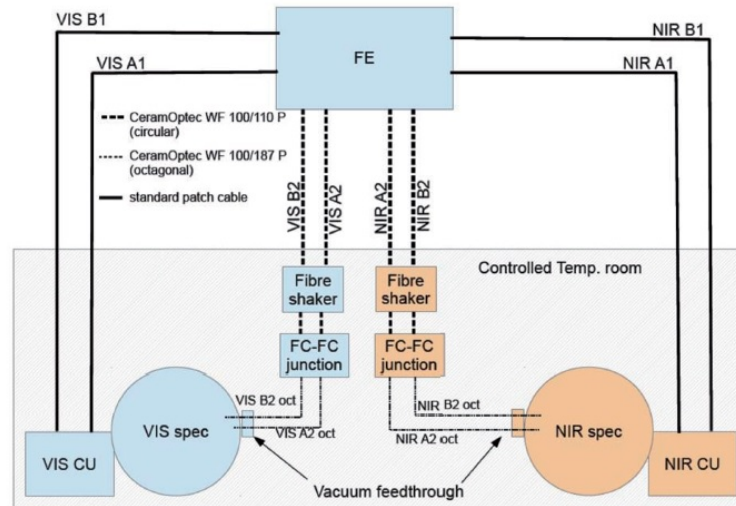 VIS B1
NIR B1
FE
VIS A1
NIR A1
CeramOptec WF 100/110 P
(circular)
CeramOptec WF 100/187 P
(octagonal)
standard patch cable
VIS B2
VIS A2
NIR A2
NIR B2
Controlled Temp. room
Fibre
shaker
Fibre
shaker
FC-FC
junction
FC-FC
junction
VIS B2 oct
NIR B2 oct
VIS spec
VIS A2 oct
NIR A2 oct
NIR spec
VIS CU
NIR CU
Vacuum feedthrough